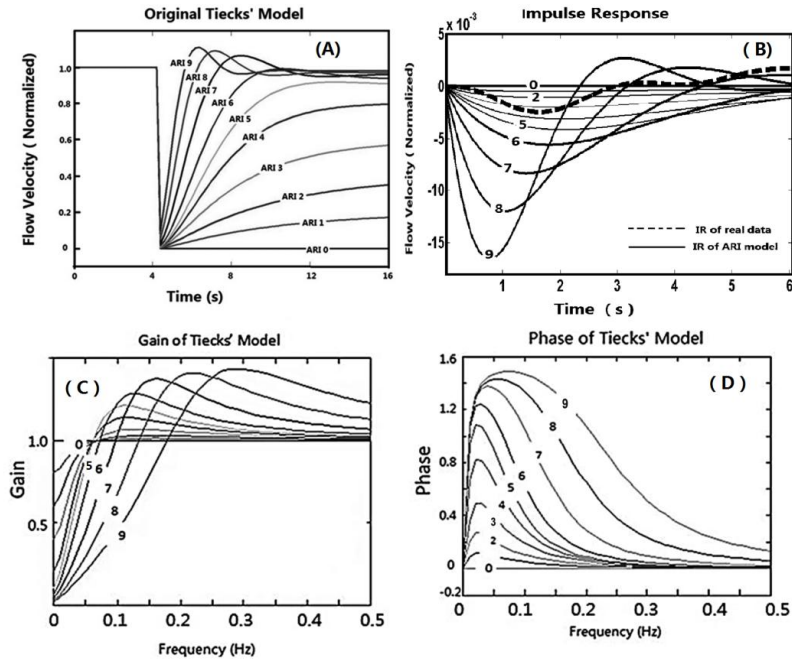 Original Tiecks' Model
(A)
Flow Velocity ( Normalized)
1.0
0.8
0.6
0.4
0.2
0
ARI 9
ARI 8
ARI 7
ARI 6
ARI 5
ARI 4
ARI 3
ARI 2
ARI 1
ARI 0
0 4 8 12 16
Time (s)
Impulse Response
×10⁻³
(B)
Flow Velocity ( Normalized)
5
0
-5
-10
-15
0
2
5
6
7
8
9
IR of real data
IR of ARI model
1 2 3 4 5 6
Time ( s )
Gain of Tiecks' Model
(C)
Gain
1.0
0.5
0
5
6
7
8
9
0 0.1 0.2 0.3 0.4 0.5
Frequency (Hz)
Phase of Tiecks' Model
(D)
Phase
1.6
1.4
1.2
0.8
0.4
0
-0.2
9
8
7
6
5
4
3
2
0
0 0.1 0.2 0.3 0.4 0.5
Frequency (Hz)